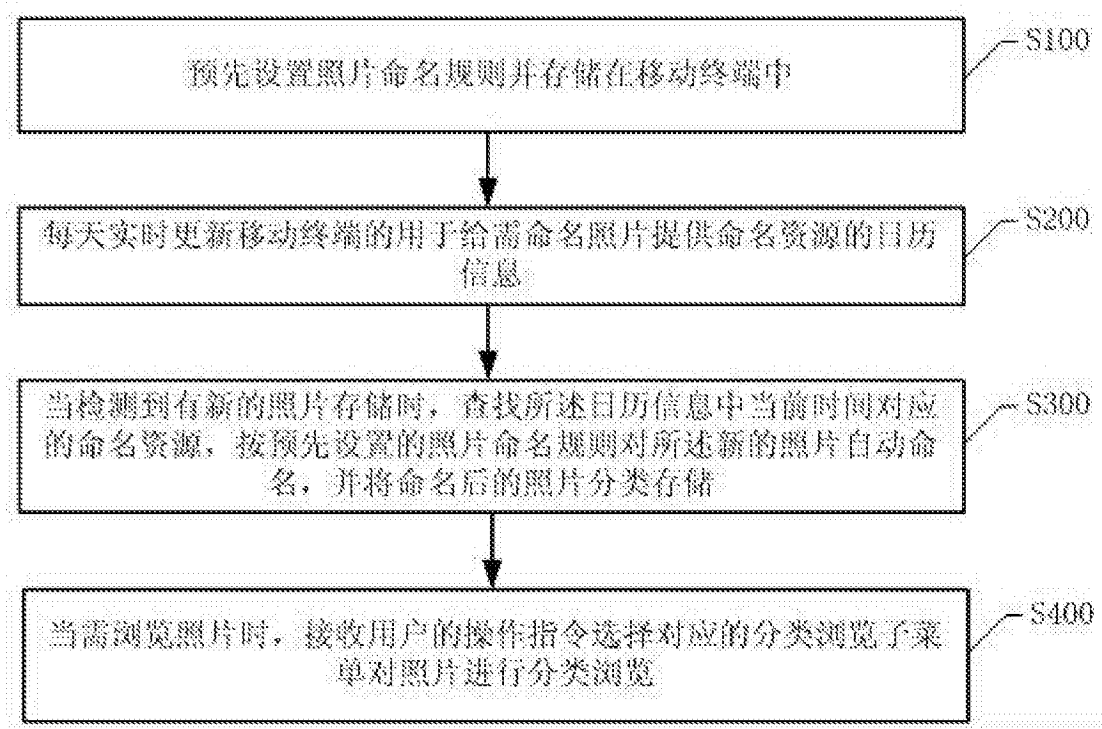 预先设置照片命名规则并存储在移动终端中
S100
每天实时更新移动终端的用于给需命名照片提供命名资源的日历
信息
S200
当检测到有新的照片存储时，查找所述日历信息中当前时间对应
的命名资源，按预先设置的照片命名规则对所述新的照片自动命
名，并将命名后的照片分类存储
S300
当需浏览照片时，接收用户的操作指令选择对应的分类浏览子菜
单对照片进行分类浏览
S400